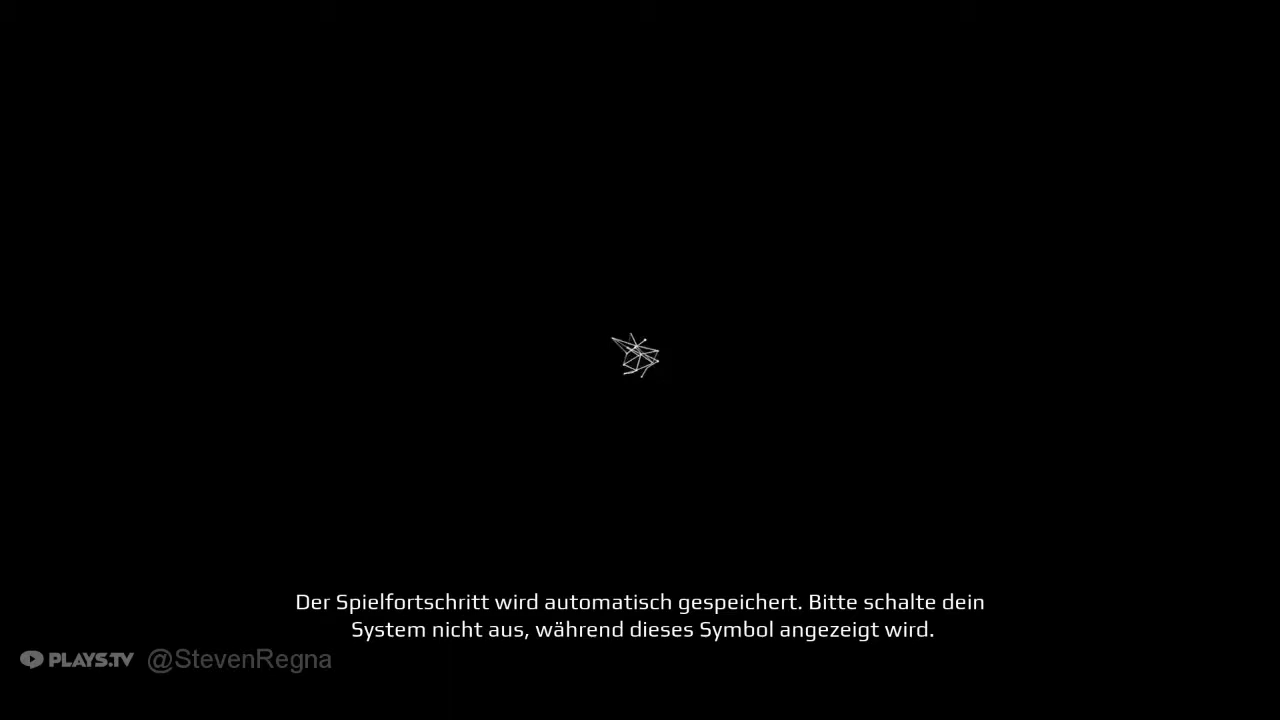 Der Spielfortschritt wird automatisch gespeichert. Bitte schalte dein
System nicht aus, während dieses Symbol angezeigt wird.
PLAYS.TV @StevenRegna